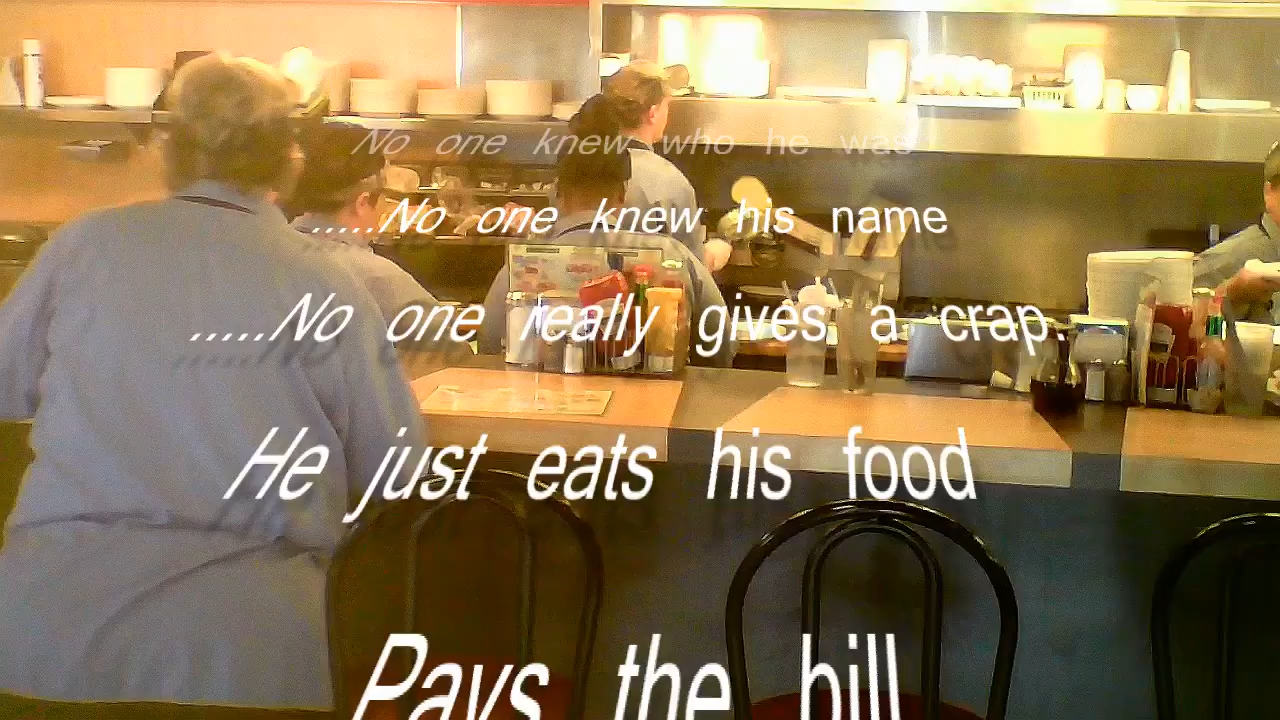 No one knew who he was
.....No one knew his name
.....No one really gives a crap.
He just eats his food
Pays the bill